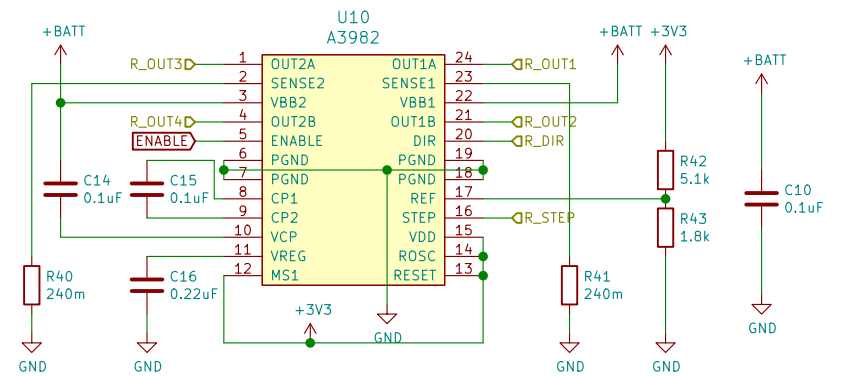 U10
A3982
+BATT
+BATT
+3V3
+BATT
R_OUT3
1
OUT2A
OUT1A
24
R_OUT1
2
SENSE2
SENSE1
23
3
VBB2
VBB1
22
R_OUT4
4
OUT2B
OUT1B
21
R_OUT2
ENABLE
5
ENABLE
DIR
20
R_DIR
6
PGND
PGND
19
7
PGND
PGND
18
C14
0.1uF
C15
0.1uF
8
CP1
REF
17
R42
5.1k
9
CP2
STEP
16
R_STEP
R43
1.8k
C10
0.1uF
10
VCP
VDD
15
11
VREG
ROSC
14
12
MS1
RESET
13
R40
240m
C16
0.22uF
R41
240m
+3V3
GND
GND
GND
GND
GND
GND